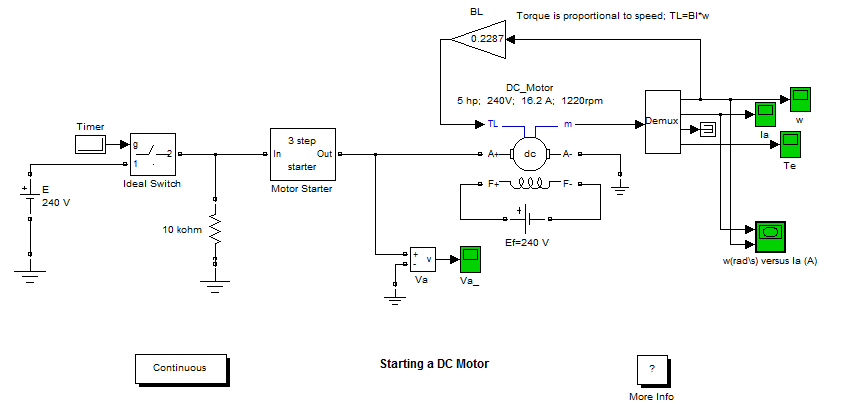 BL
Torque is proportional to speed; TL=Bl*w
0.2287
DC_Motor
5 hp; 240V; 16.2 A; 1220rpm
Timer
TL
m
Demux
w
Ia
g
1
2
Ideal Switch
3 step
starter
In
Out
Motor Starter
A+
dc
A-
Te
+
E
240 V
F+
F-
+
Ef=240 V
10 kohm
+
-
v
Va
Va_
w(rad\s) versus Ia (A)
Continuous
Starting a DC Motor
?
More Info